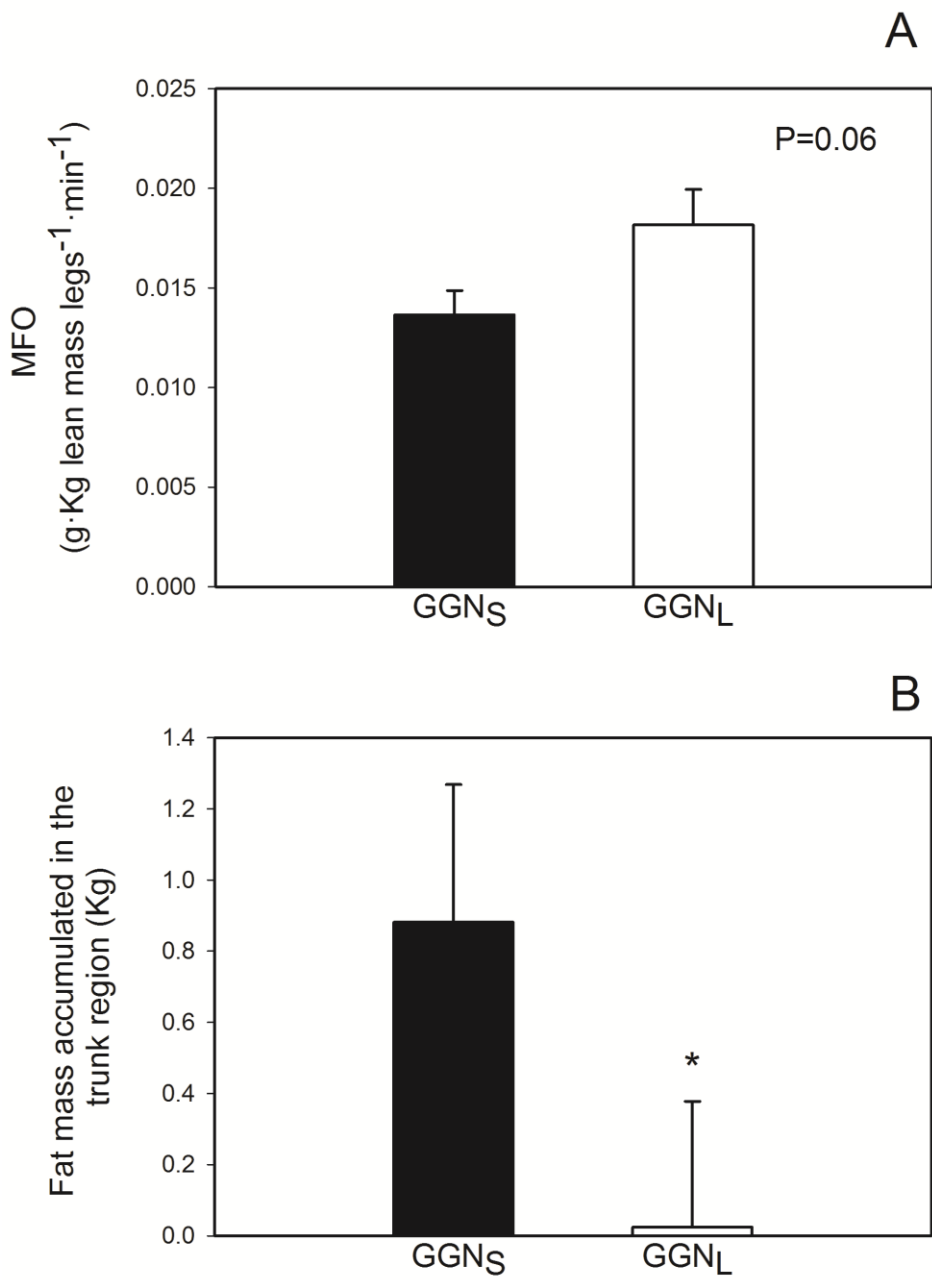 A
0.025
0.020
0.015
0.010
0.005
0.000
MFO
(g·Kg lean mass legs⁻¹·min⁻¹)
P=0.06
GGNS GGNL
B
1.4
1.2
1.0
0.8
0.6
0.4
0.2
0.0
Fat mass accumulated in the
trunk region (Kg)
*
GGNS GGNL